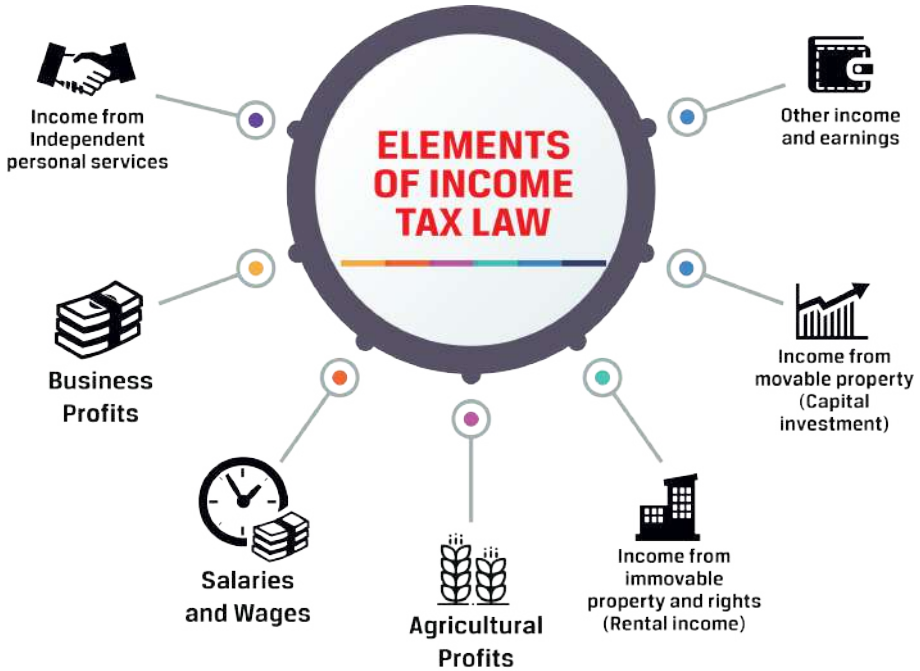 ELEMENTS
OF INCOME
TAX LAW
Income from
Independent
personal services
Business
Profits
Salaries
and Wages
Agricultural
Profits
Income from
immovable
property and rights
(Rental income)
Income from
movable property
(Capital
investment)
Other income
and earnings